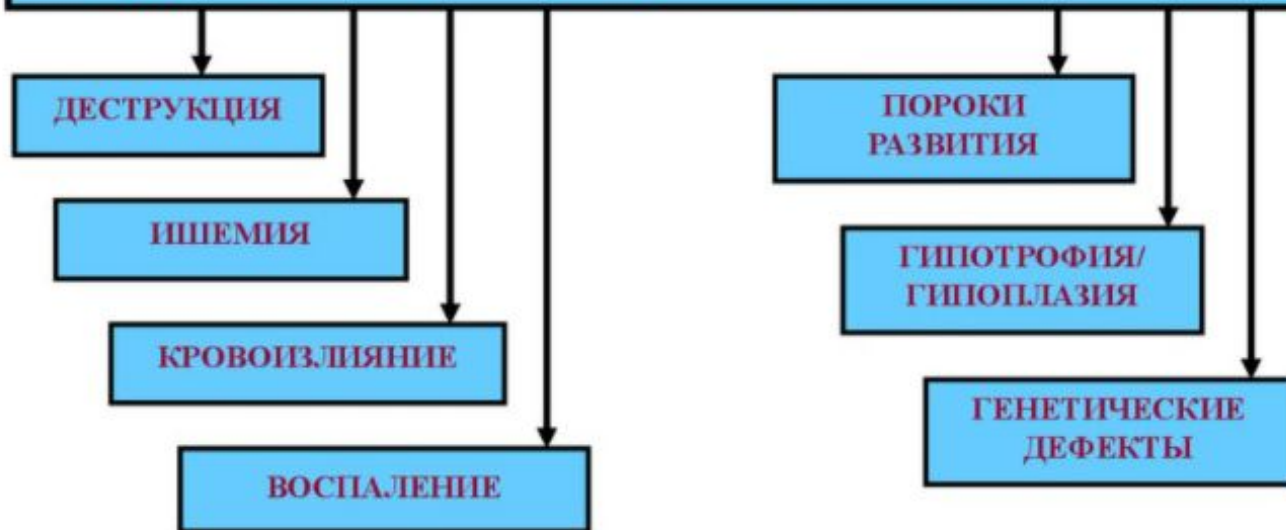 ДЕСТРУКЦИЯ
ИШЕМИЯ
КРОВОИЗЛИЯНИЕ
ВОСПАЛЕНИЕ
ПОРОКИ
РАЗВИТИЯ
ГИПОТРОФИЯ/
ГИПОПЛАЗИЯ
ГЕНЕТИЧЕСКИЕ
ДЕФЕКТЫ